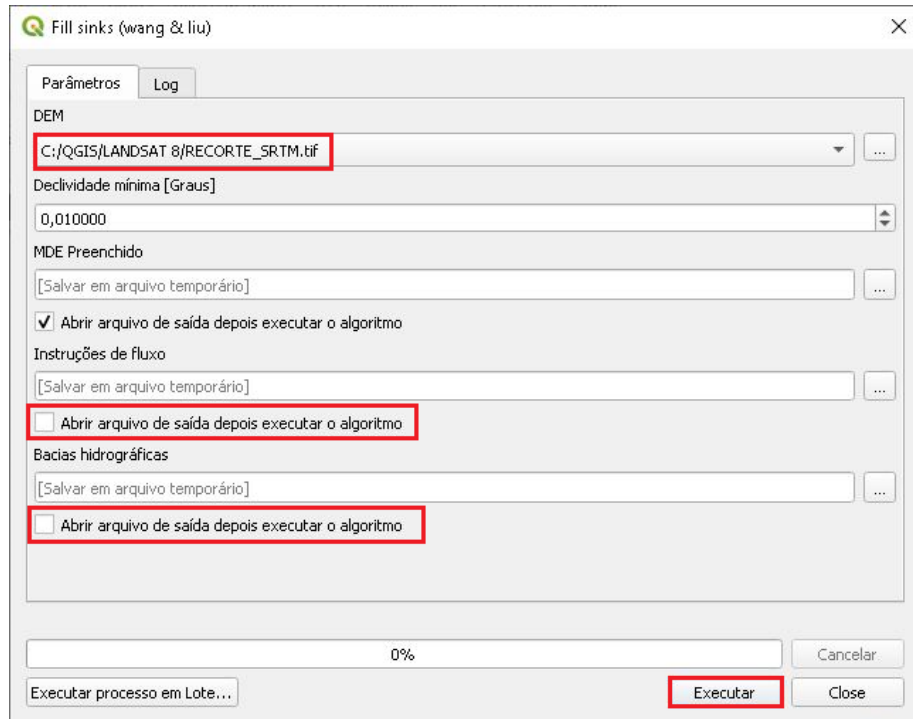 Fill sinks (wang & liu)
Parâmetros Log
DEM
C:/QGIS/LANDSAT 8/RECORTE_SRTM.tif
...
Declividade mínima [Graus]
0,010000
MDE Preenchido
[Salvar em arquivo temporário]
...
Abrir arquivo de saída depois executar o algoritmo
Instruções de fluxo
[Salvar em arquivo temporário]
...
Abrir arquivo de saída depois executar o algoritmo
Bacias hidrográficas
[Salvar em arquivo temporário]
...
Abrir arquivo de saída depois executar o algoritmo
0%
Cancelar
Executar processo em Lote...
Executar
Close